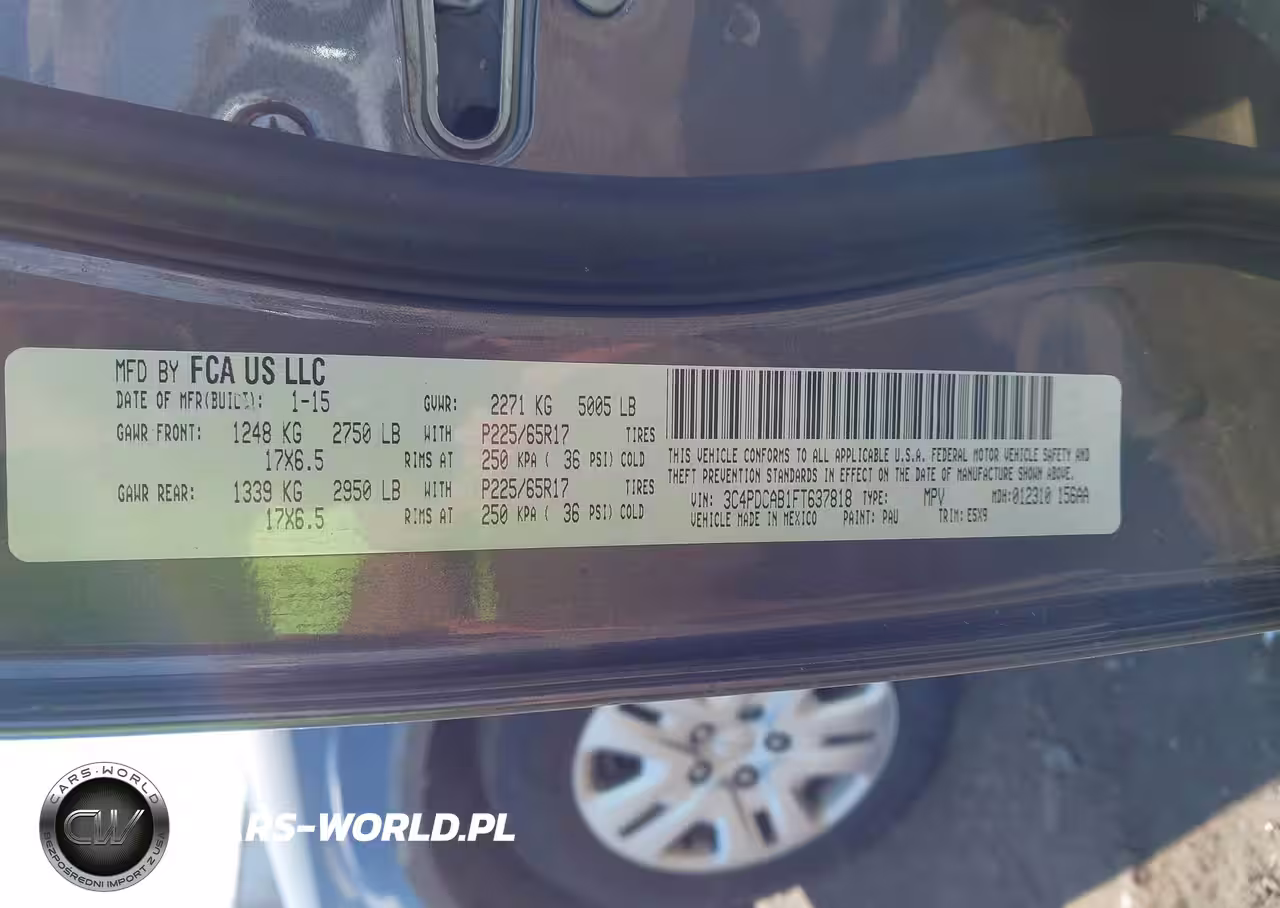 MFD BY FCA US LLC
DATE OF MFR(BUILT): 1-15 GVWR: 2271 KG 5005 LB
GAWR FRONT: 1248 KG 2750 LB WITH P225/65R17 TIRES
17X6.5 RIMS AT 250 KPA ( 36 PSI) COLD
GAWR REAR: 1339 KG 2950 LB WITH P225/65R17 TIRES
17X6.5 RIMS AT 250 KPA ( 36 PSI) COLD
THIS VEHICLE CONFORMS TO ALL APPLICABLE U.S.A. FEDERAL MOTOR VEHICLE SAFETY AND
THEFT PREVENTION STANDARDS IN EFFECT ON THE DATE OF MANUFACTURE SHOWN ABOVE.
VIN: 3C4PDCAB1FT637818 TYPE: MPV MDH:012310 156AA
VEHICLE MADE IN MEXICO PAINT: PAU TRIM: E5X9
CARS-WORLD
CW
BEZPOŚREDNI IMPORT Z USA
CARS-WORLD.PL